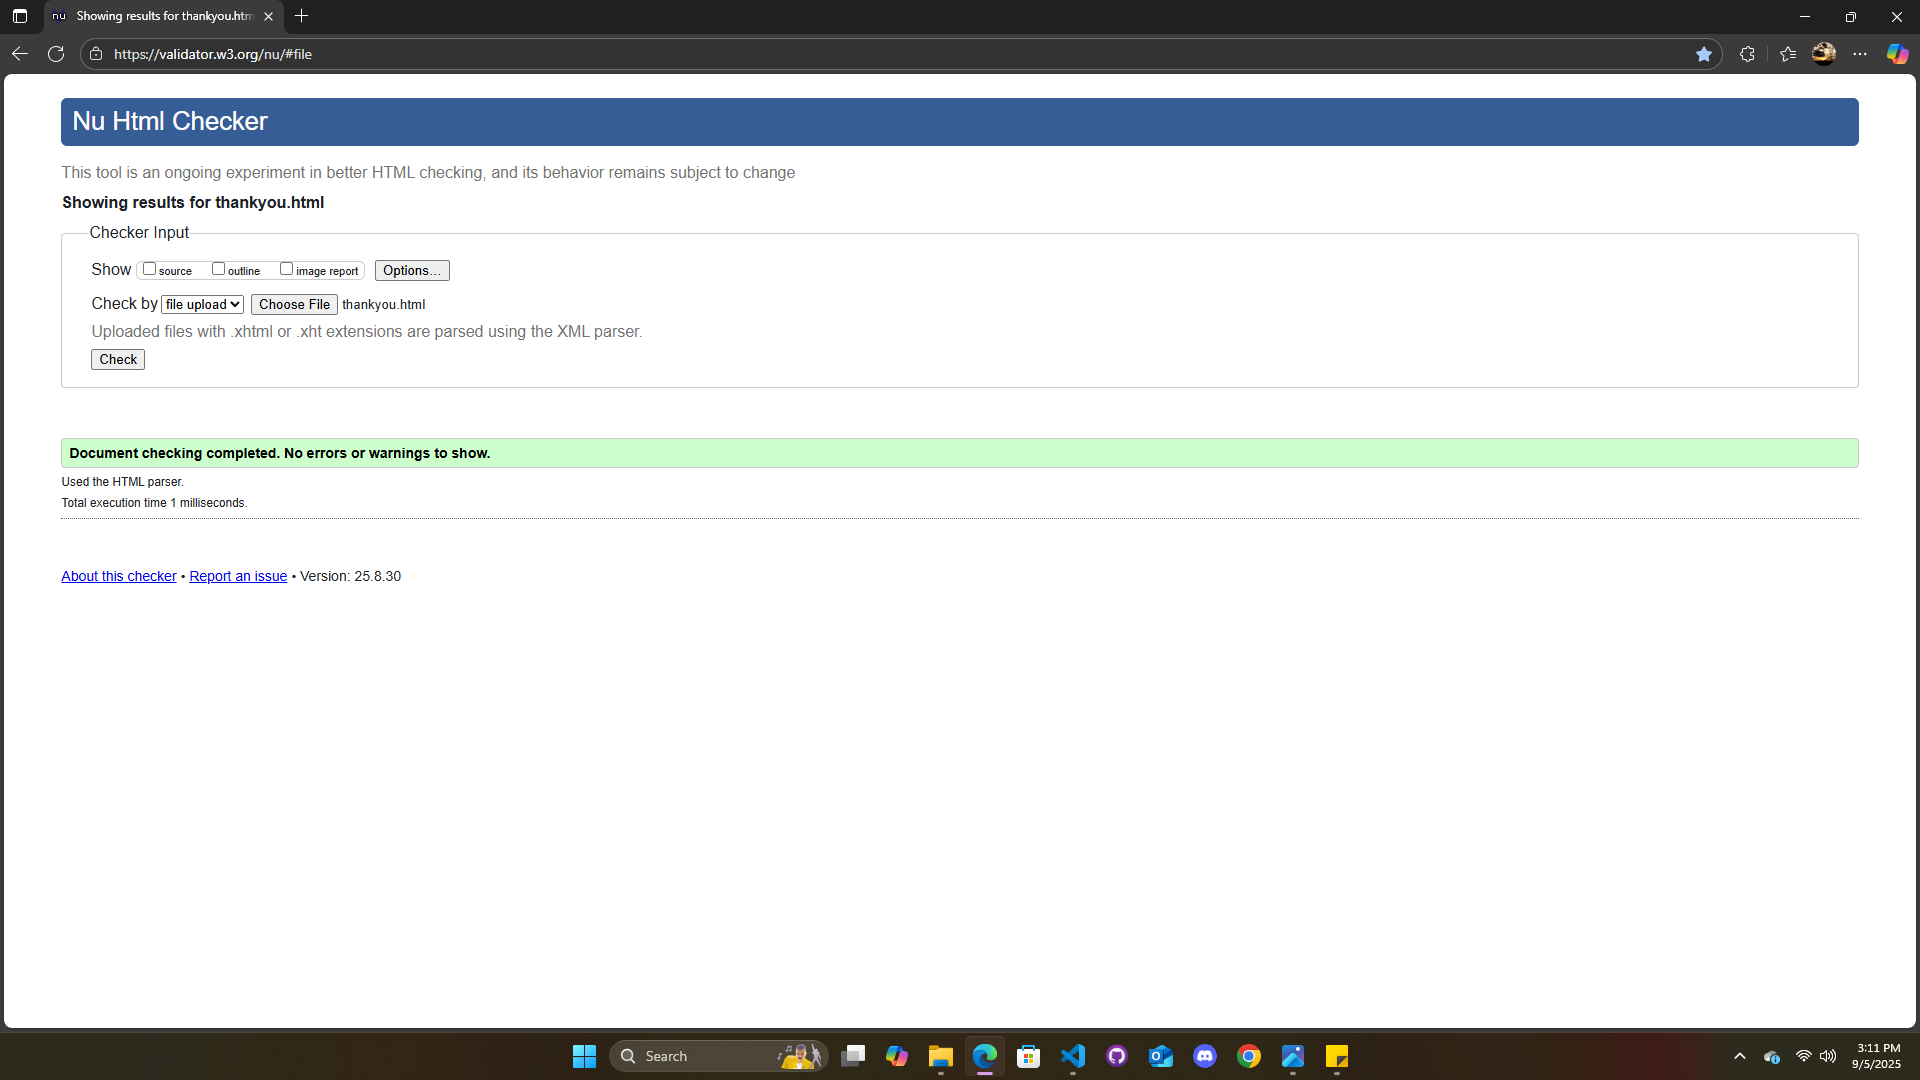 nu Showing results for thankyou.htm
https://validator.w3.org/nu/#file
Nu Html Checker
This tool is an ongoing experiment in better HTML checking, and its behavior remains subject to change
Showing results for thankyou.html
Checker Input
Show source outline image report Options...
Check by file upload Choose File thankyou.html
Uploaded files with .xhtml or .xht extensions are parsed using the XML parser.
Check
Document checking completed. No errors or warnings to show.
Used the HTML parser.
Total execution time 1 milliseconds.
About this checker • Report an issue • Version: 25.8.30
Search
3:11 PM
9/5/2025